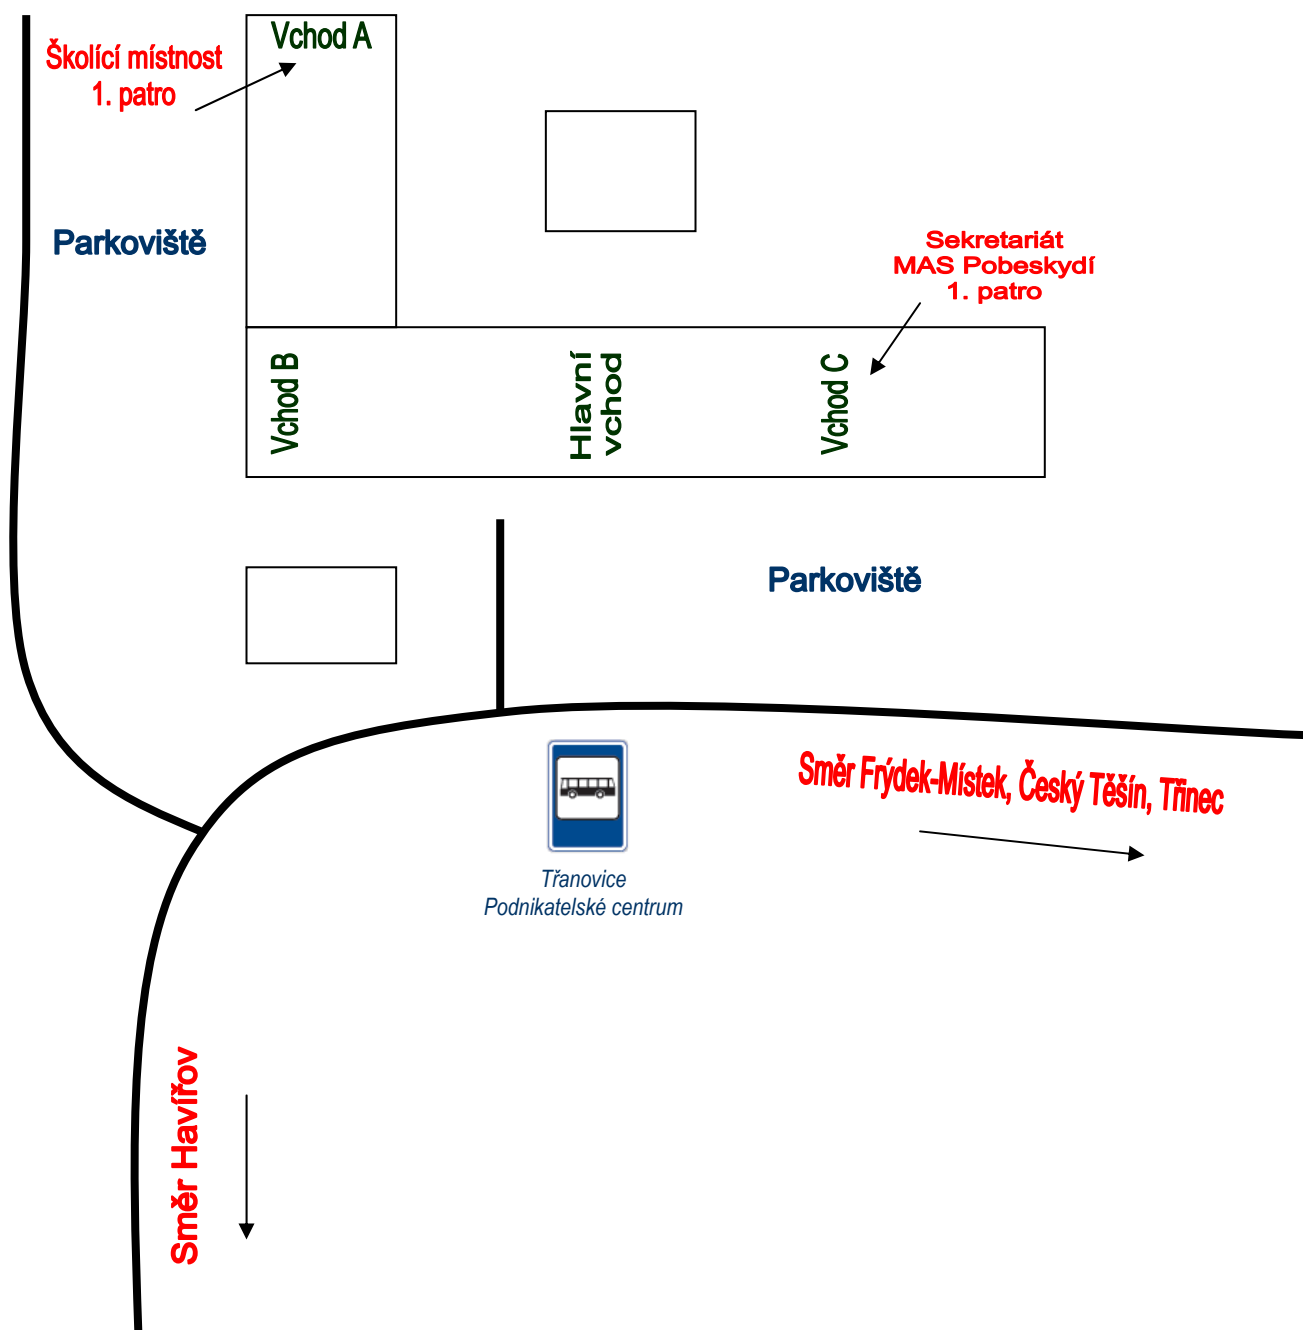 Vchod A
Školící místnost
1. patro
Parkoviště
Sekretariát
MAS Pobeskydí
1. patro
Vchod B
Hlavní
vchod
Vchod C
Parkoviště
Směr Frýdek-Místek, Český Těšín, Třinec
Třanovice
Podnikatelské centrum
Směr Havířov